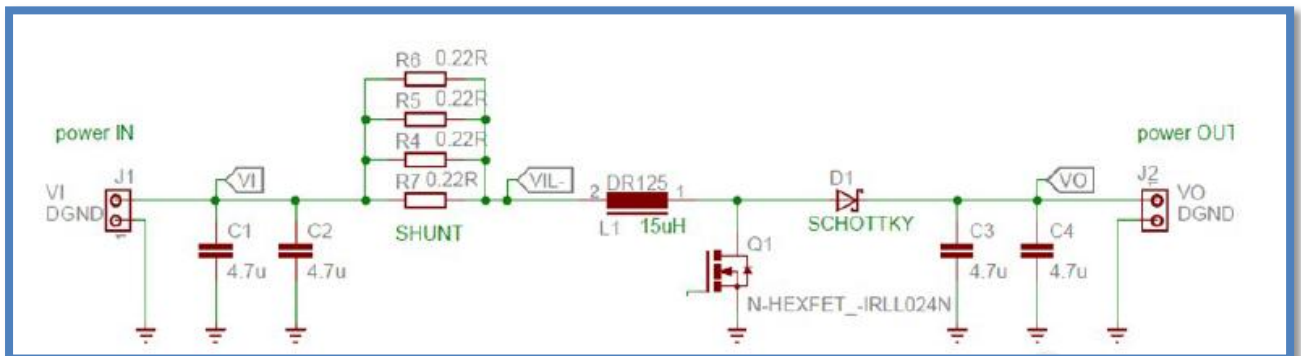 R6 0.22R
R5 0.22R
R4 0.22R
R7 0.22R
SHUNT
power IN
J1
VI
DGND
1
VI
C1
4.7u
C2
4.7u
VIL-
2
DR125
1
L1
15uH
D1
SCHOTTKY
Q1
N-HEXFET_-IRLL024N
VO
C3
4.7u
C4
4.7u
power OUT
J2
VO
DGND